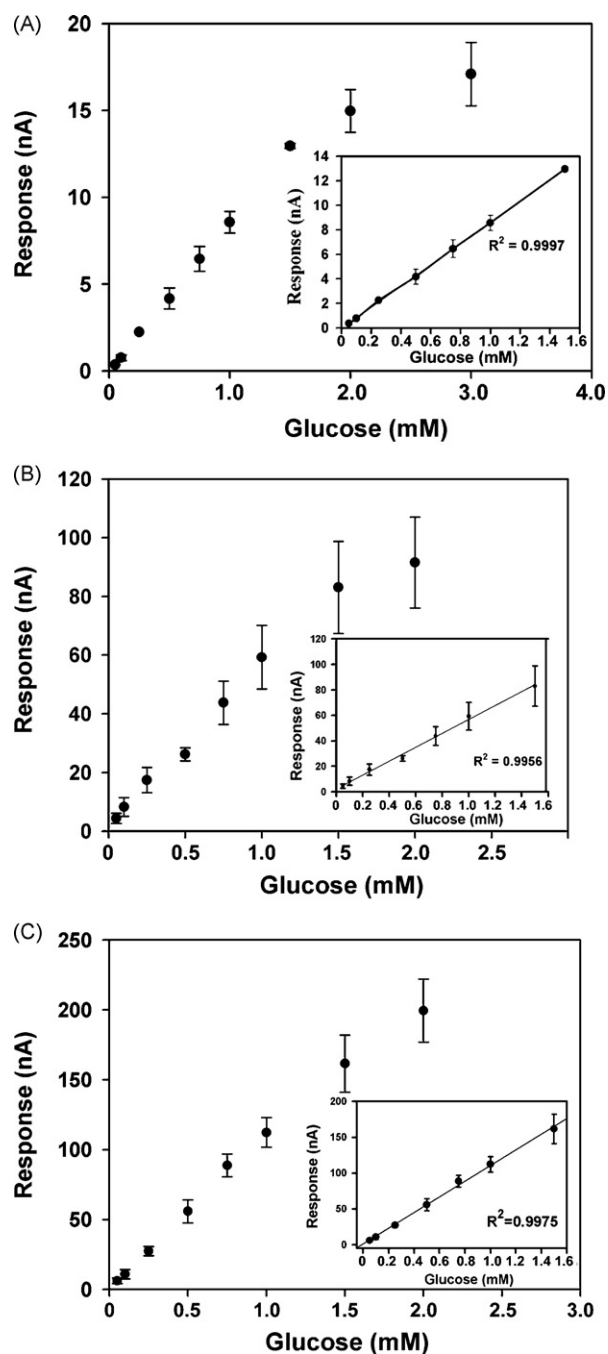 (A)
20
15
10
5
0
Response (nA)
0 1.0 2.0 3.0 4.0
Glucose (mM)
14
12
10
8
6
4
2
0
Response (nA)
R² = 0.9997
0 0.2 0.4 0.6 0.8 1.0 1.2 1.4 1.6
Glucose (mM)
(B)
120
100
80
60
40
20
0
Response (nA)
0 0.5 1.0 1.5 2.0 2.5
Glucose (mM)
120
100
80
60
40
20
0
Response (nA)
R² = 0.9956
0 0.2 0.4 0.6 0.8 1.0 1.2 1.4 1.6
Glucose (mM)
(C)
250
200
150
100
50
0
Response (nA)
0 0.5 1.0 1.5 2.0 2.5 3.0
Glucose (mM)
200
150
100
50
0
Response (nA)
R²=0.9975
0 0.2 0.4 0.6 0.8 1.0 1.2 1.4 1.6
Glucose (mM)